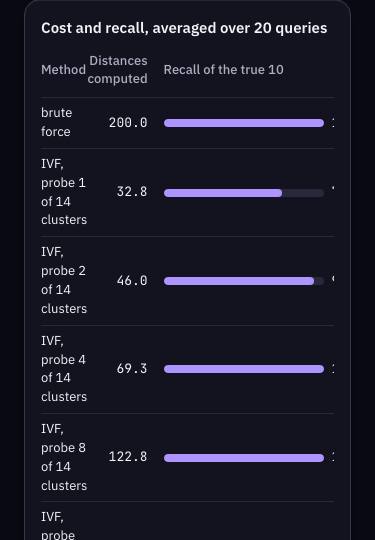 Cost and recall, averaged over 20 queries
Method
Distances
computed
Recall of the true 10
brute
force
200.0
IVF,
probe 1
of 14
clusters
32.8
IVF,
probe 2
of 14
clusters
46.0
IVF,
probe 4
of 14
clusters
69.3
IVF,
probe 8
of 14
clusters
122.8
IVF,
probe